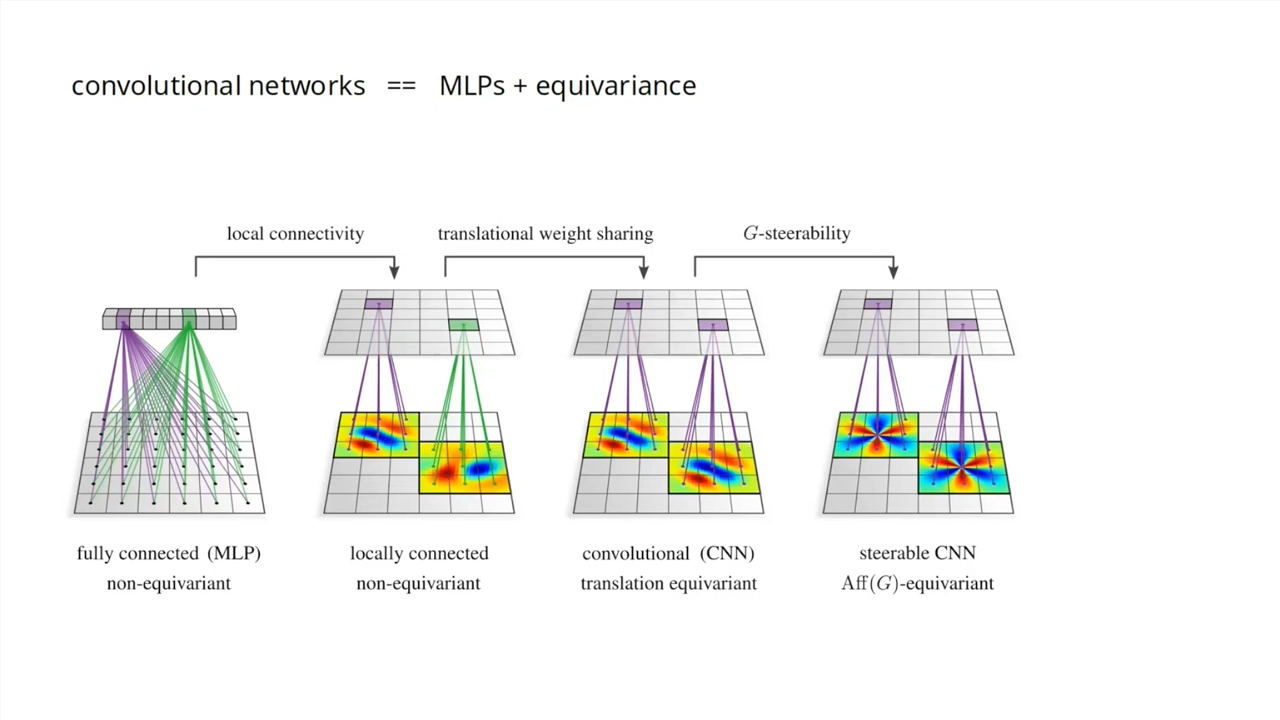 convolutional networks == MLPs + equivariance
local connectivity
translational weight sharing
G-steerability
fully connected (MLP)
non-equivariant
locally connected
non-equivariant
convolutional (CNN)
translation equivariant
steerable CNN
Aff(G)-equivariant